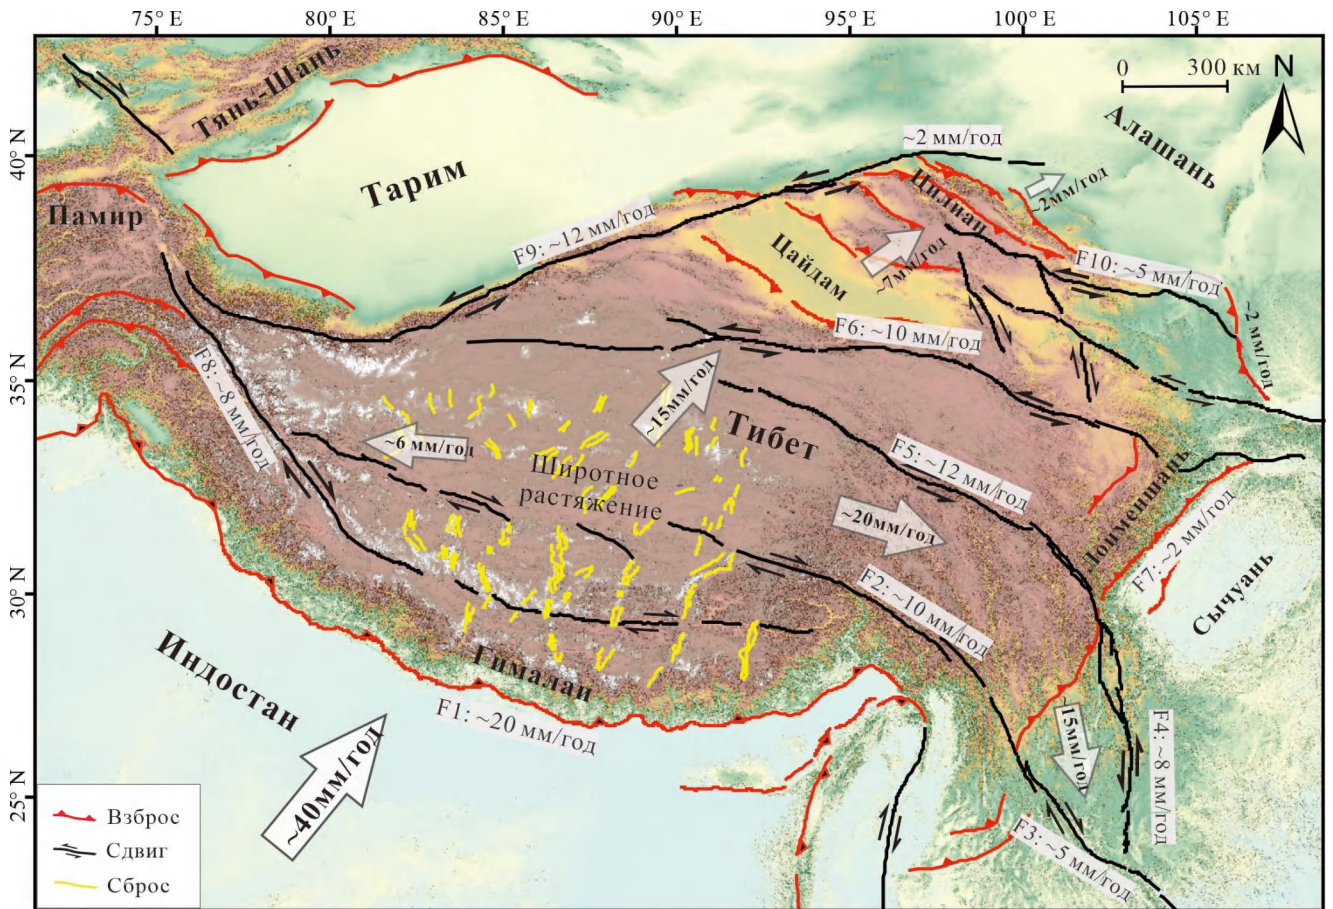 75° E
80° E
85° E
90° E
95° E
100° E
105° E
0 300 км
N
Тянь-Шань
Алашань
~2 мм/год
40° N
Тарим
Памир
Цилиан
~2мм/год
F9: ~12 мм/год
Цайдам
~7мм/год
F10: ~5 мм/год
~2 мм/год
F6: ~10 мм/год
35° N
F8: ~8 мм/год
~15мм/год
Тибет
~6 мм/год
F5: ~12 мм/год
Широтное
растяжение
Лонменшань
~20мм/год
F7: ~2 мм/год
30° N
F2: ~10 мм/год
Сычуань
Индостан
Гималаи
F1: ~20 мм/год
~15мм/год
F4: ~8 мм/год
~40мм/год
25° N
F3: ~5 мм/год
Взброс
Сдвиг
Сброс